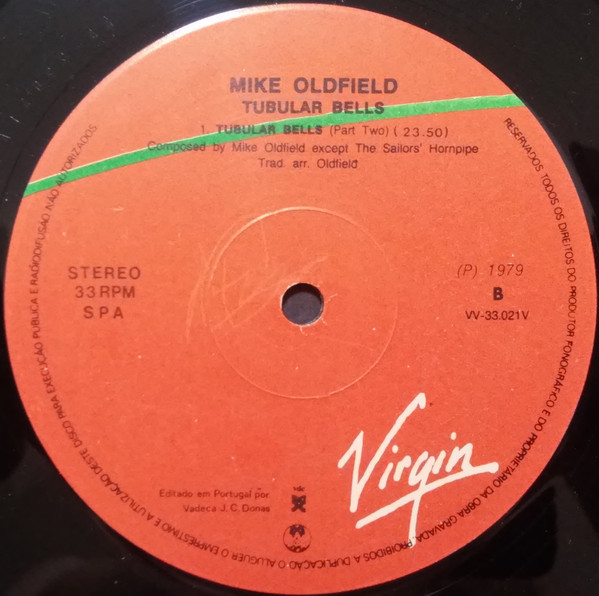 MIKE OLDFIELD
TUBULAR BELLS
1. TUBULAR BELLS (Part Two) ( 23.50)
Composed by Mike Oldfield except The Sailors' Hornpipe
Trad. arr. Oldfield
STEREO
33 RPM
SPA
(P) 1979
B
VV-33.021V
Virgin
Editado em Portugal por
Vadeca J. C. Donas
RESERVADOS TODOS OS DIREITOS DO PRODUTOR FONOGRÁFICO E DO PROPRIETÁRIO DA OBRA GRAVADA. PROIBIDOS A DUPLICAÇÃO O ALUGUER O EMPRÉSTIMO E A UTILIZAÇÃO DESTE DISCO PARA EXECUÇÃO PÚBLICA E RADIODIFUSÃO NÃO AUTORIZADOS